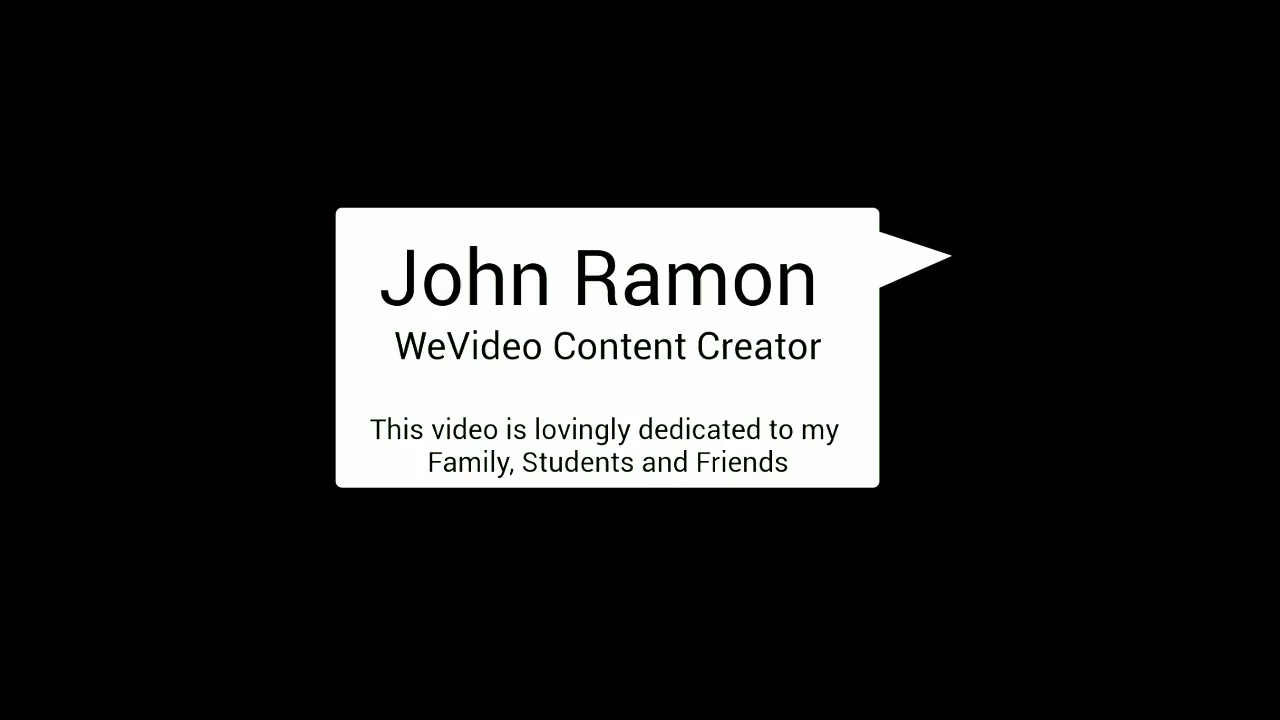 John Ramon
WeVideo Content Creator
This video is lovingly dedicated to my
Family, Students and Friends